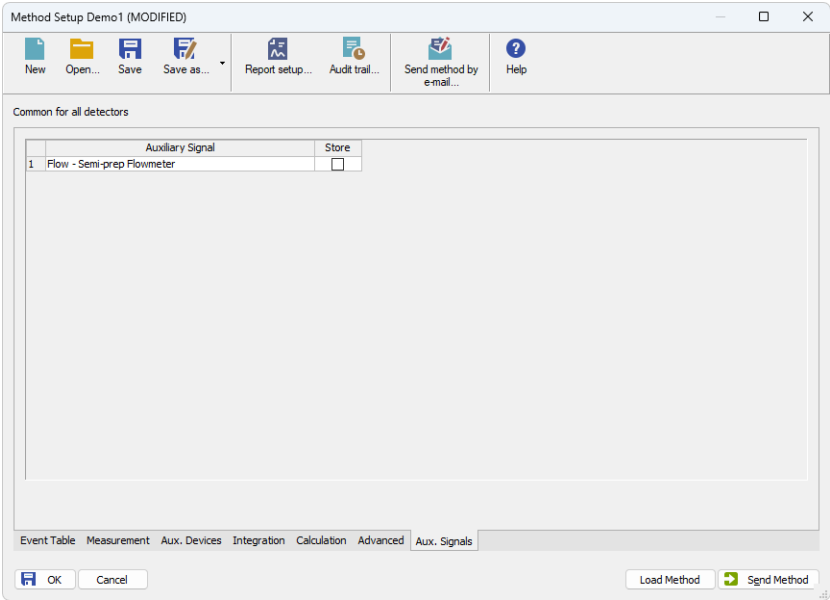 Method Setup Demo1 (MODIFIED)
New Open... Save Save as... Report setup... Audit trail... Send method by Help
e-mail...
Common for all detectors
Auxiliary Signal Store
1 Flow - Semi-prep Flowmeter
Event Table Measurement Aux. Devices Integration Calculation Advanced Aux. Signals
OK Cancel Load Method Send Method